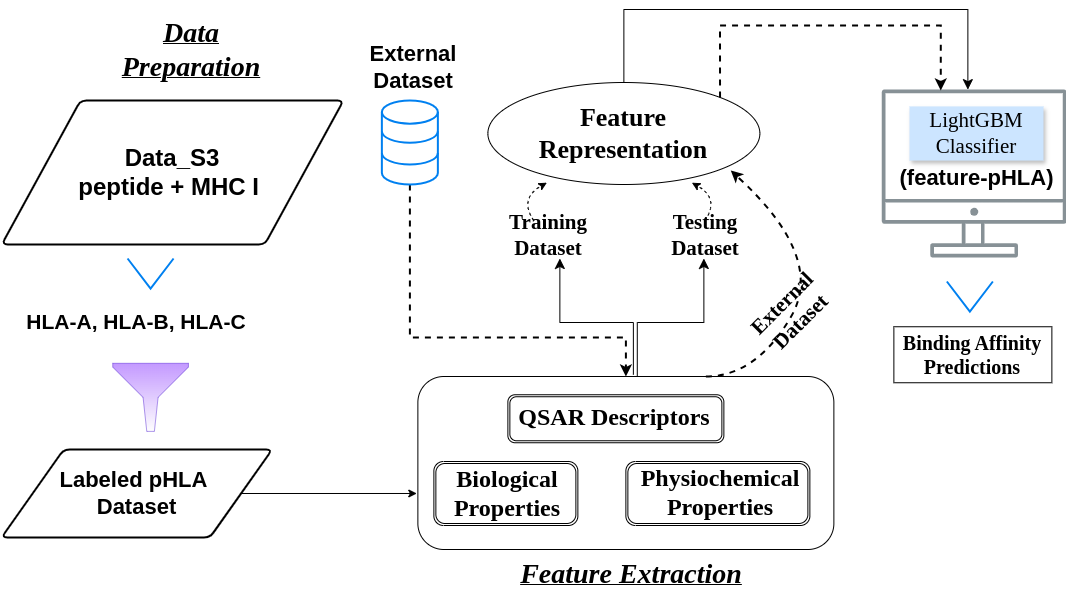 Data
Preparation
Data_S3
peptide + MHC I
HLA-A, HLA-B, HLA-C
Labeled pHLA
Dataset
External
Dataset
Feature
Representation
Training
Dataset
Testing
Dataset
External
Dataset
QSAR Descriptors
Biological
Properties
Physiochemical
Properties
Feature Extraction
LightGBM
Classifier
(feature-pHLA)
Binding Affinity
Predictions